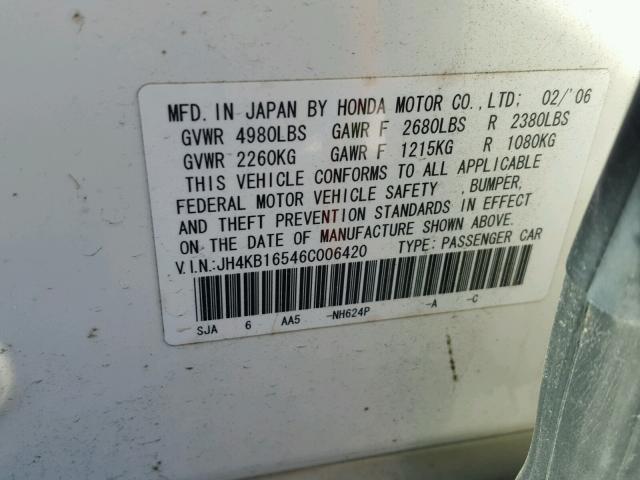 MFD. IN JAPAN BY HONDA MOTOR CO., LTD; 02/'06
GVWR 4980LBS GAWR F 2680LBS R 2380LBS
GVWR 2260KG GAWR F 1215KG R 1080KG
THIS VEHICLE CONFORMS TO ALL APPLICABLE
FEDERAL MOTOR VEHICLE SAFETY , BUMPER,
AND THEFT PREVENTION STANDARDS IN EFFECT
ON THE DATE OF MANUFACTURE SHOWN ABOVE.
V.I.N.:JH4KB16546C006420 TYPE: PASSENGER CAR
SJA 6 AA5 -NH624P -A -C